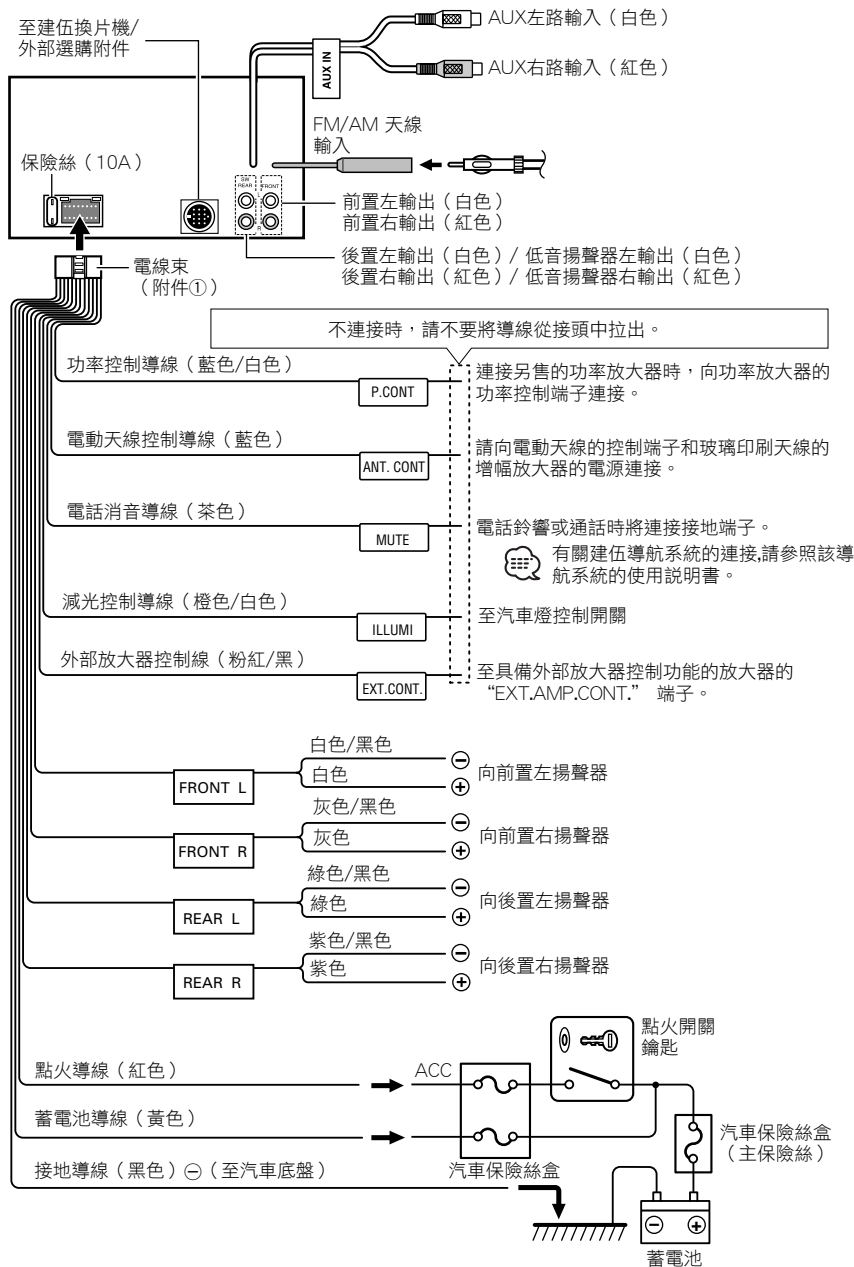 至建伍換片機/
外部選購附件
AUX左路輸入（白色）
AUX IN
AUX右路輸入（紅色）
FM/AM 天線
輸入
保險絲（10A）
SW
REAR
FRONT
L
R
前置左輸出（白色）
前置右輸出（紅色）
後置左輸出（白色）/ 低音揚聲器左輸出（白色）
後置右輸出（紅色）/ 低音揚聲器右輸出（紅色）
電線束
（附件①）
不連接時，請不要將導線從接頭中拉出。
功率控制導線（藍色/白色）
P.CONT
連接另售的功率放大器時，向功率放大器的
功率控制端子連接。
電動天線控制導線（藍色）
ANT. CONT
請向電動天線的控制端子和玻璃印刷天線的
增幅放大器的電源連接。
電話消音導線（茶色）
MUTE
電話鈴響或通話時將連接接地端子。
有關建伍導航系統的連接,請參照該導
航系統的使用説明書。
減光控制導線（橙色/白色）
ILLUMI
至汽車燈控制開關
外部放大器控制線（粉紅/黑）
EXT.CONT.
至具備外部放大器控制功能的放大器的
“EXT.AMP.CONT.” 端子。
白色/黑色
⊖
FRONT L
白色
⊕
向前置左揚聲器
灰色/黑色
⊖
FRONT R
灰色
⊕
向前置右揚聲器
綠色/黑色
⊖
REAR L
綠色
⊕
向後置左揚聲器
紫色/黑色
⊖
REAR R
紫色
⊕
向後置右揚聲器
點火開關
鑰匙
點火導線（紅色）
ACC
蓄電池導線（黃色）
汽車保險絲盒
（主保險絲）
接地導線（黑色）⊖（至汽車底盤）
汽車保險絲盒
⊖ ⊕
蓄電池